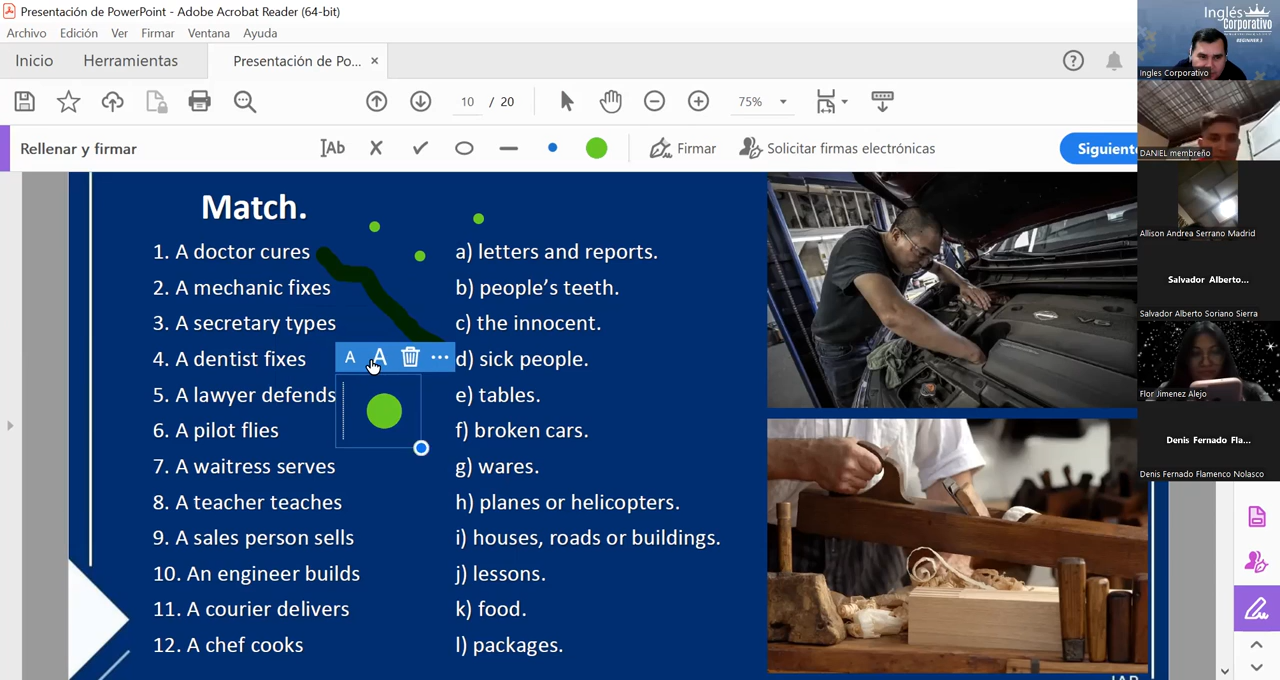 Presentación de PowerPoint - Adobe Acrobat Reader (64-bit)
Archivo Edición Ver Firmar Ventana Ayuda
Inicio Herramientas Presentación de Po... ×
10 / 20 75%
Rellenar y firmar Ab Firmar Solicitar firmas electrónicas Siguient
Match.
1. A doctor cures
2. A mechanic fixes
3. A secretary types
4. A dentist fixes
5. A lawyer defends
6. A pilot flies
7. A waitress serves
8. A teacher teaches
9. A sales person sells
10. An engineer builds
11. A courier delivers
12. A chef cooks
A A ...
a) letters and reports.
b) people’s teeth.
c) the innocent.
d) sick people.
e) tables.
f) broken cars.
g) wares.
h) planes or helicopters.
i) houses, roads or buildings.
j) lessons.
k) food.
l) packages.
Inglés
Corporativo
BEGINNER 3
Ingles Corporativo
DANIEL membreño
Allison Andrea Serrano Madrid
Salvador Alberto...
Salvador Alberto Soriano Sierra
Flor Jimenez Alejo
Denis Fernado Fla...
Denis Fernado Flamenco Nolasco